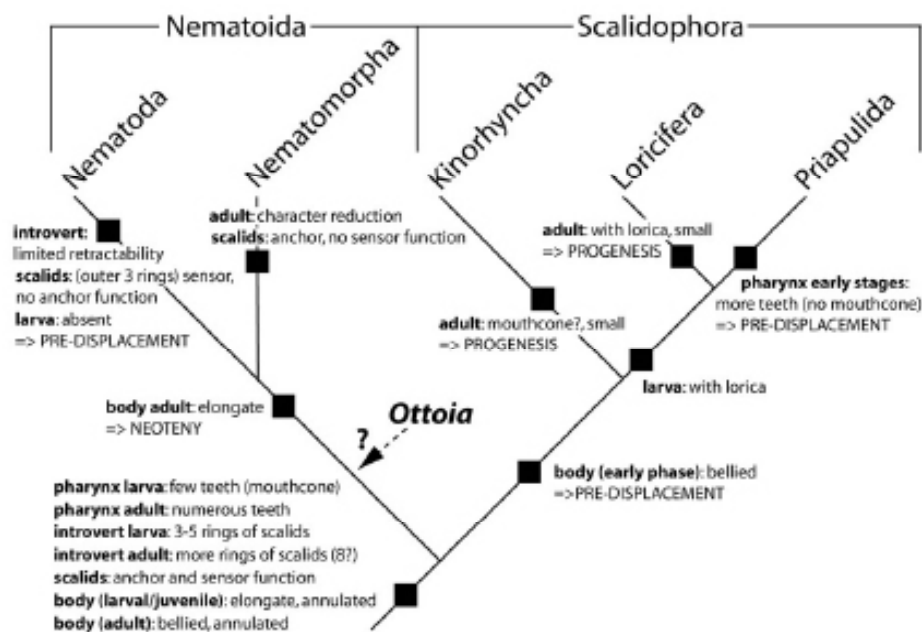 Nematoida
Scalidophora
Nematoda
Nematomorpha
Kinorhyncha
Loricifera
Priapulida
introvert:
limited retractability
scalids: (outer 3 rings) sensor,
no anchor function
larva: absent
=> PRE-DISPLACEMENT
adult: character reduction
scalids: anchor, no sensor function
adult: with lorica, small
=> PROGENESIS
pharynx early stages:
more teeth (no mouthcone)
=> PRE-DISPLACEMENT
adult: mouthcone?, small
=> PROGENESIS
larva: with lorica
body adult: elongate
=> NEOTENY
Ottoia
?
body (early phase): bellied
=>PRE-DISPLACEMENT
pharynx larva: few teeth (mouthcone)
pharynx adult: numerous teeth
introvert larva: 3-5 rings of scalids
introvert adult: more rings of scalids (8?)
scalids: anchor and sensor function
body (larval/juvenile): elongate, annulated
body (adult): bellied, annulated